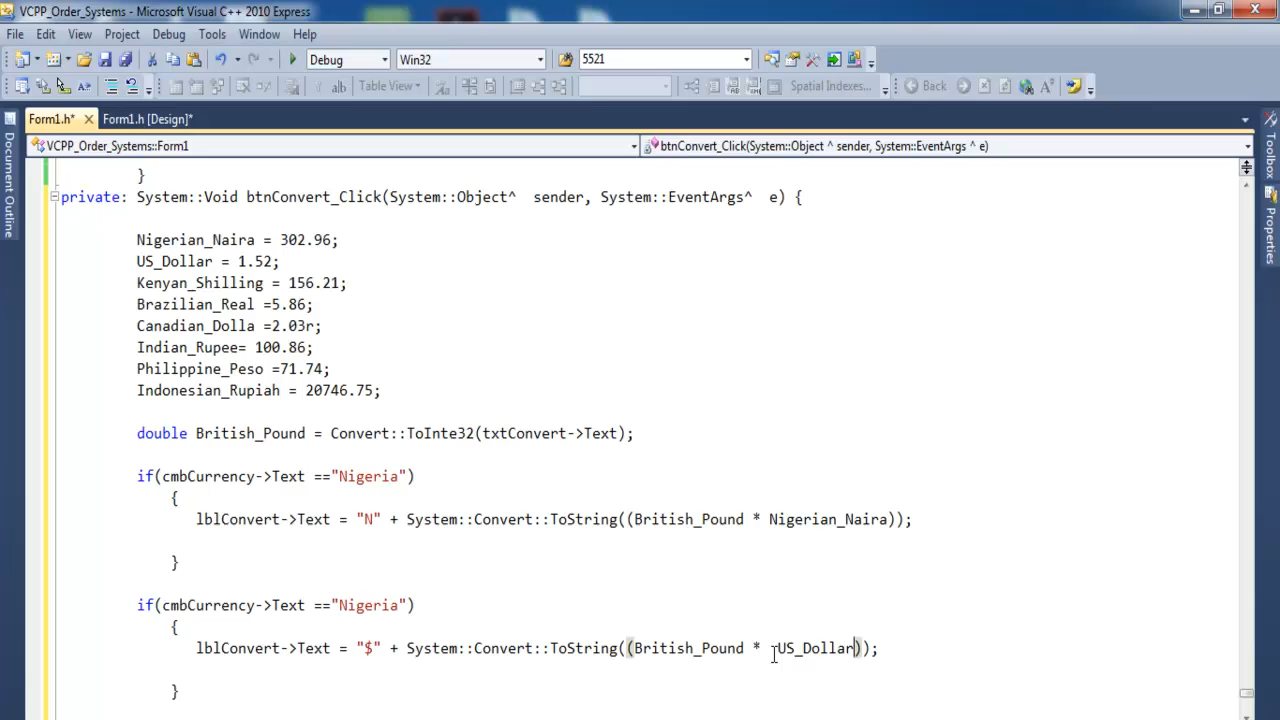 VCPP_Order_Systems - Microsoft Visual C++ 2010 Express
File Edit View Project Debug Tools Window Help
Debug Win32 5521
Table View Spatial Indexes... Back
Form1.h* Form1.h [Design]*
VCPP_Order_Systems::Form1 btnConvert_Click(System::Object ^ sender, System::EventArgs ^ e)
}
private: System::Void btnConvert_Click(System::Object^  sender, System::EventArgs^  e) {
Nigerian_Naira = 302.96;
US_Dollar = 1.52;
Kenyan_Shilling = 156.21;
Brazilian_Real =5.86;
Canadian_Dolla =2.03r;
Indian_Rupee= 100.86;
Philippine_Peso =71.74;
Indonesian_Rupiah = 20746.75;
double British_Pound = Convert::ToInte32(txtConvert->Text);
if(cmbCurrency->Text =="Nigeria")
{
lblConvert->Text = "N" + System::Convert::ToString((British_Pound * Nigerian_Naira));
}
if(cmbCurrency->Text =="Nigeria")
{
lblConvert->Text = "$" + System::Convert::ToString((British_Pound *  US_Dollar));
}
Document Outline
Toolbox
Properties